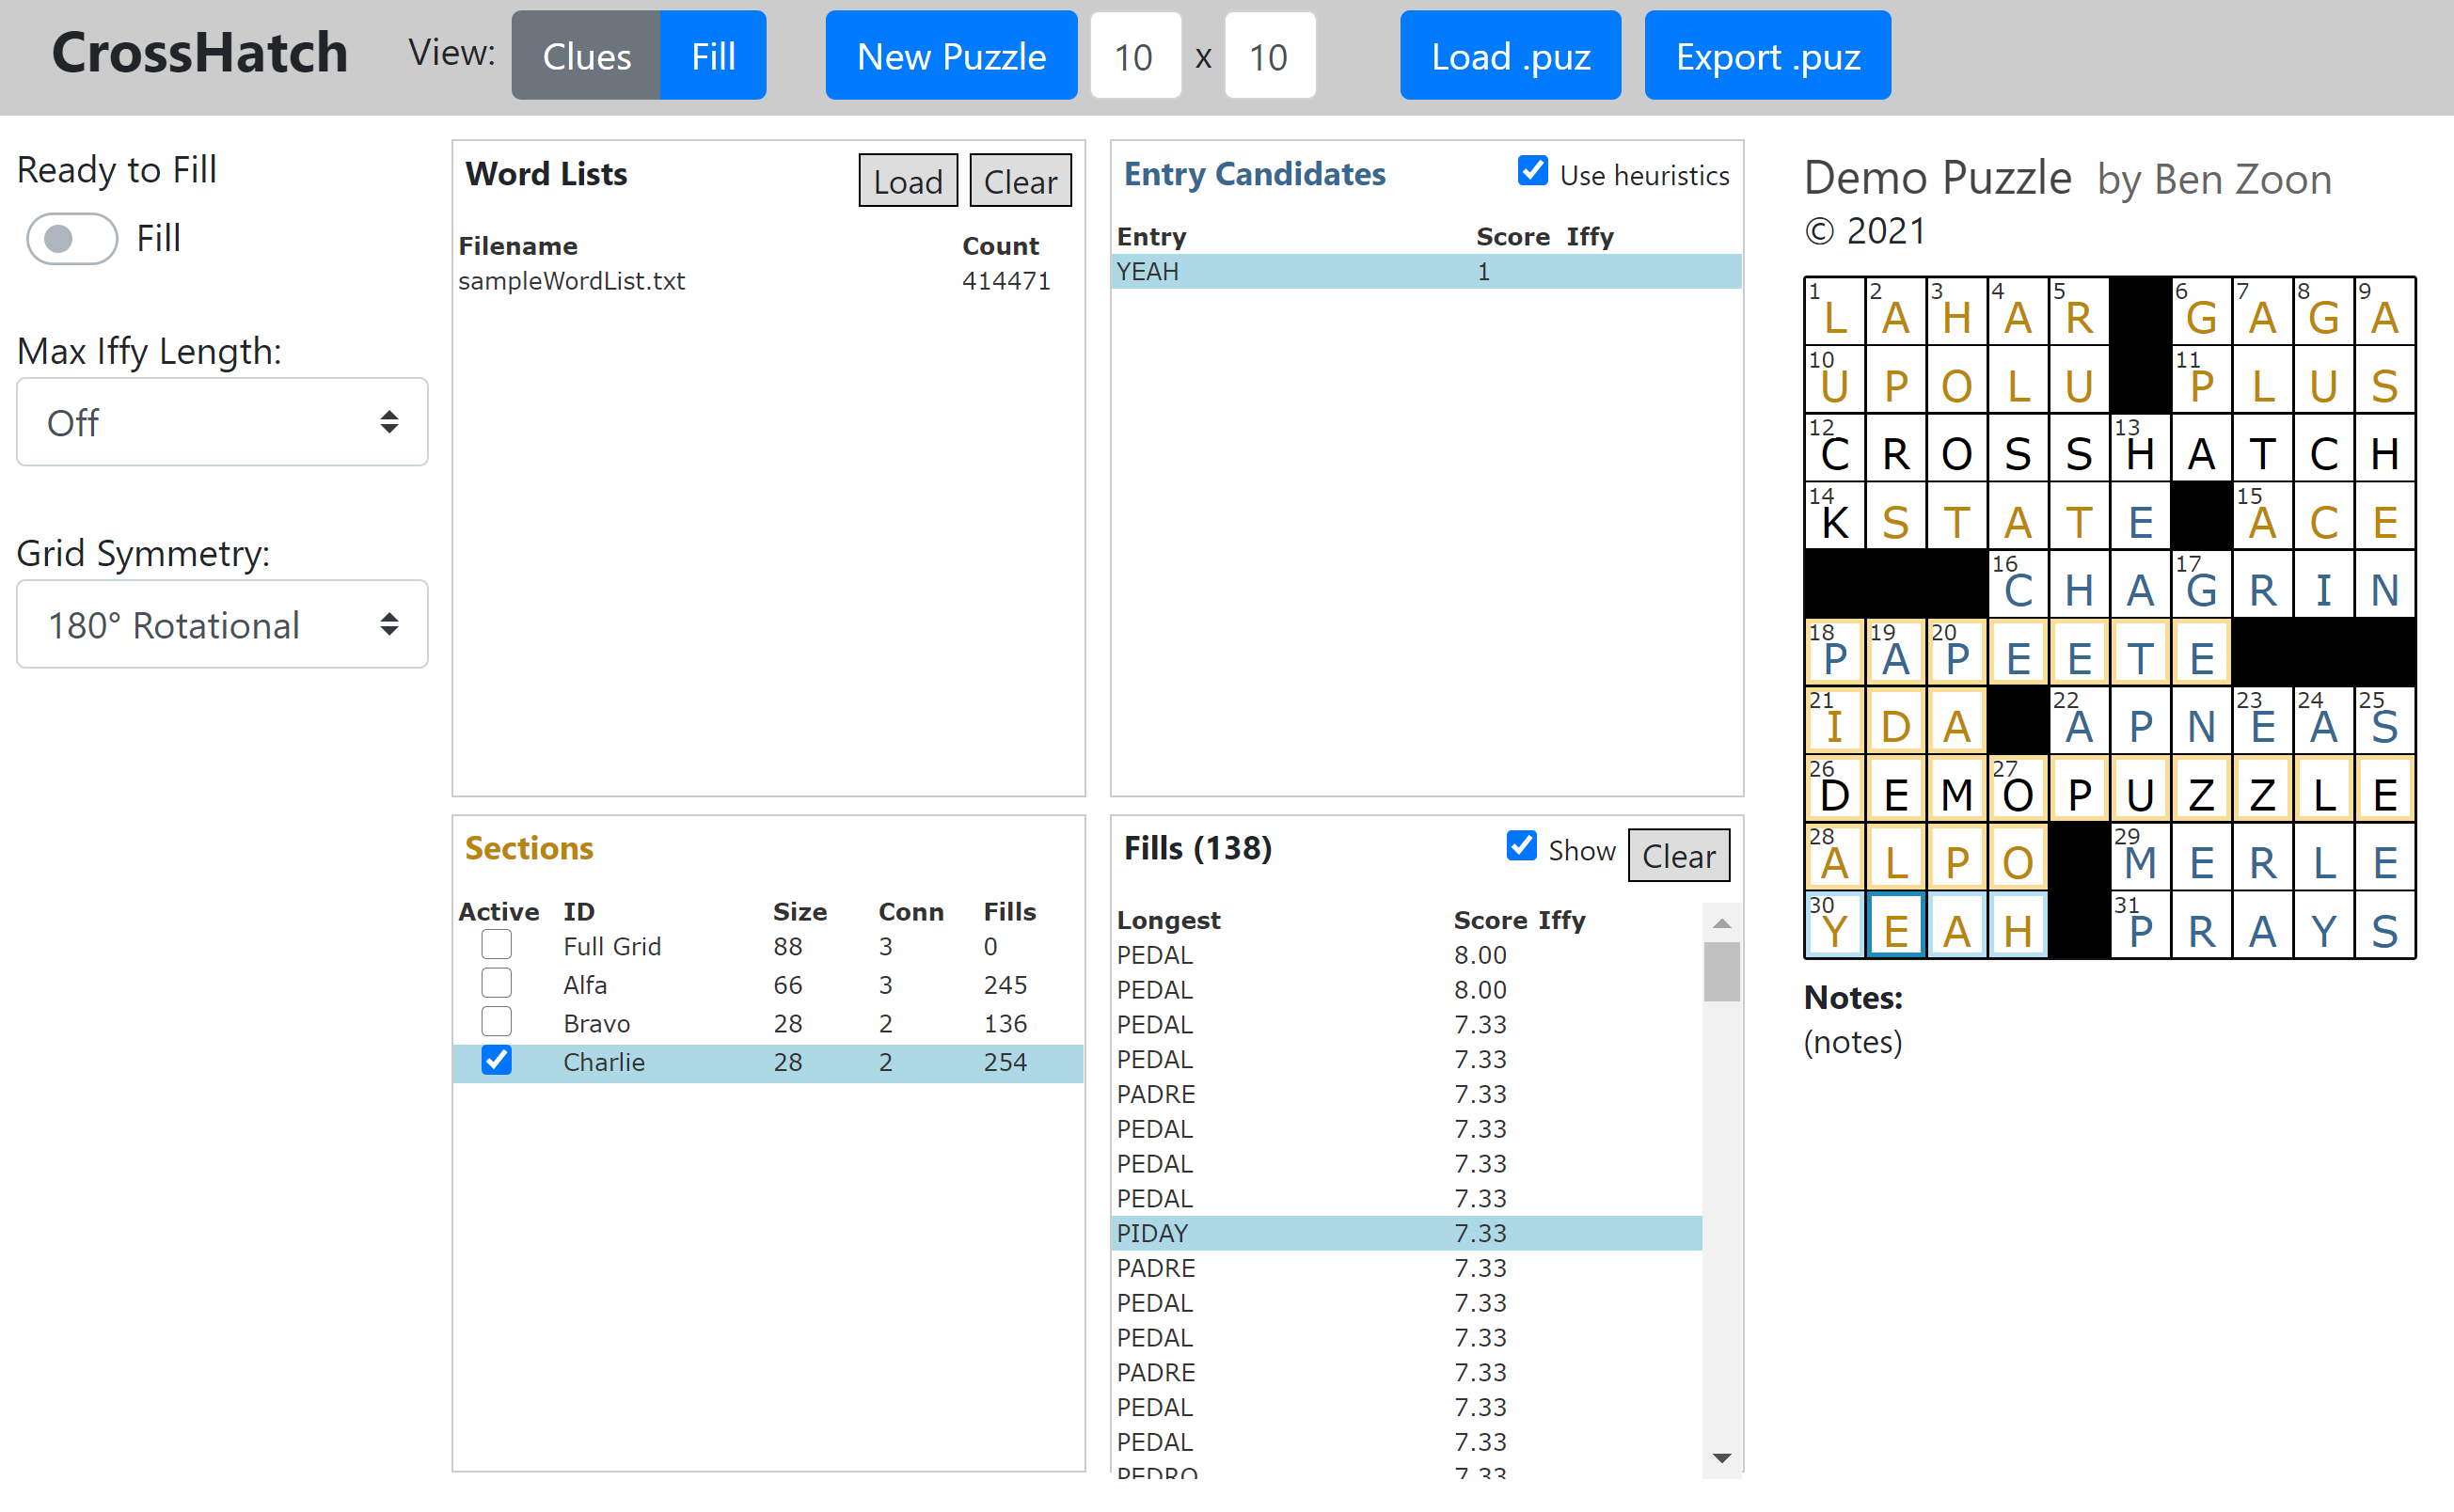 CrossHatch View: Clues Fill New Puzzle 10 x 10 Load .puz Export .puz
Ready to Fill
Fill
Max Iffy Length:
Off
Grid Symmetry:
180° Rotational
Word Lists Load Clear
Filename Count
sampleWordList.txt 414471
Entry Candidates Use heuristics
Entry Score Iffy
YEAH 1
Sections
Active ID Size Conn Fills
Full Grid 88 3 0
Alfa 66 3 245
Bravo 28 2 136
Charlie 28 2 254
Fills (138) Show Clear
Longest Score Iffy
PEDAL 8.00
PEDAL 8.00
PEDAL 7.33
PEDAL 7.33
PADRE 7.33
PEDAL 7.33
PEDAL 7.33
PEDAL 7.33
PIDAY 7.33
PADRE 7.33
PEDAL 7.33
PEDAL 7.33
PADRE 7.33
PEDAL 7.33
PEDAL 7.33
PEDRO 7.33
Demo Puzzle by Ben Zoon
© 2021
1 L 2 A 3 H 4 A 5 R 6 G 7 A 8 G 9 A
10 U P O L U 11 P L U S
12 C R O S S 13 H A T C H
14 K S T A T E 15 A C E
16 C H A 17 G R I N
18 P 19 A 20 P E E T E
21 I D A 22 A P N 23 E 24 A 25 S
26 D E M 27 O P U Z Z L E
28 A L P O 29 M E R L E
30 Y E A H 31 P R A Y S
Notes:
(notes)